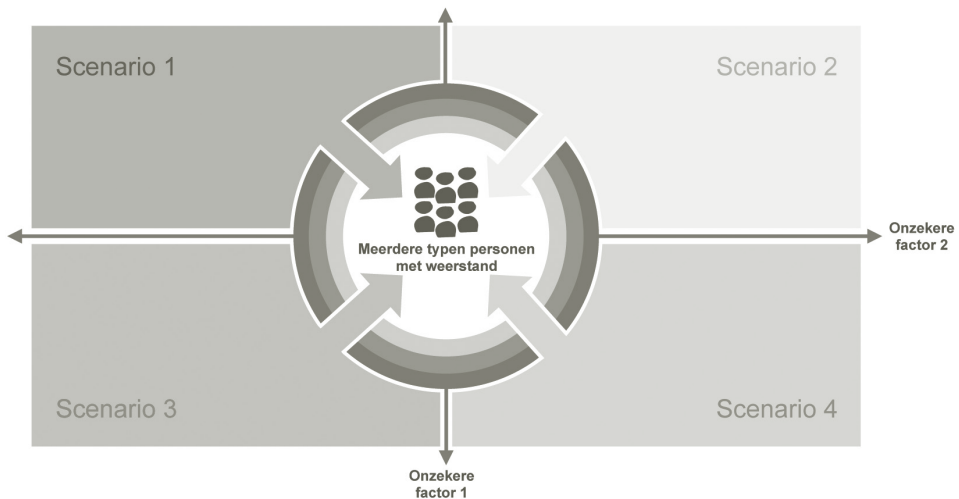 Scenario 1
Scenario 2
Meerdere typen personen
met weerstand
Onzekere
factor 2
Scenario 3
Scenario 4
Onzekere
factor 1